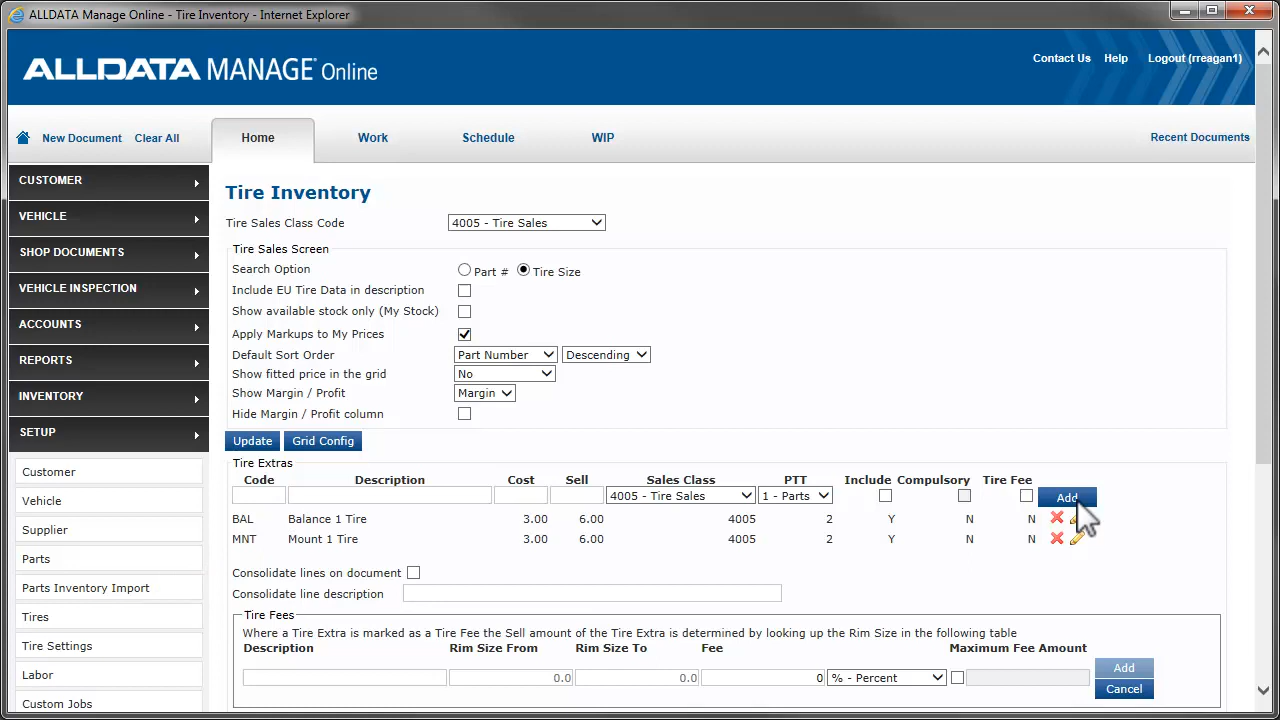 ALLDATA Manage Online - Tire Inventory - Internet Explorer
ALLDATA MANAGE Online
Contact Us Help Logout (rreagan1)
New Document Clear All Home Work Schedule WIP Recent Documents
CUSTOMER
VEHICLE
SHOP DOCUMENTS
VEHICLE INSPECTION
ACCOUNTS
REPORTS
INVENTORY
SETUP
Customer
Vehicle
Supplier
Parts
Parts Inventory Import
Tires
Tire Settings
Labor
Custom Jobs
Tire Inventory
Tire Sales Class Code 4005 - Tire Sales
Tire Sales Screen
Search Option Part # Tire Size
Include EU Tire Data in description
Show available stock only (My Stock)
Apply Markups to My Prices
Default Sort Order Part Number Descending
Show fitted price in the grid No
Show Margin / Profit Margin
Hide Margin / Profit column
Update Grid Config
Tire Extras
Code Description Cost Sell Sales Class PTT Include Compulsory Tire Fee
4005 - Tire Sales 1 - Parts Add
BAL Balance 1 Tire 3.00 6.00 4005 2 Y N N
MNT Mount 1 Tire 3.00 6.00 4005 2 Y N N
Consolidate lines on document
Consolidate line description
Tire Fees
Where a Tire Extra is marked as a Tire Fee the Sell amount of the Tire Extra is determined by looking up the Rim Size in the following table
Description Rim Size From Rim Size To Fee Maximum Fee Amount
0.0 0.0 0 % - Percent Add
Cancel